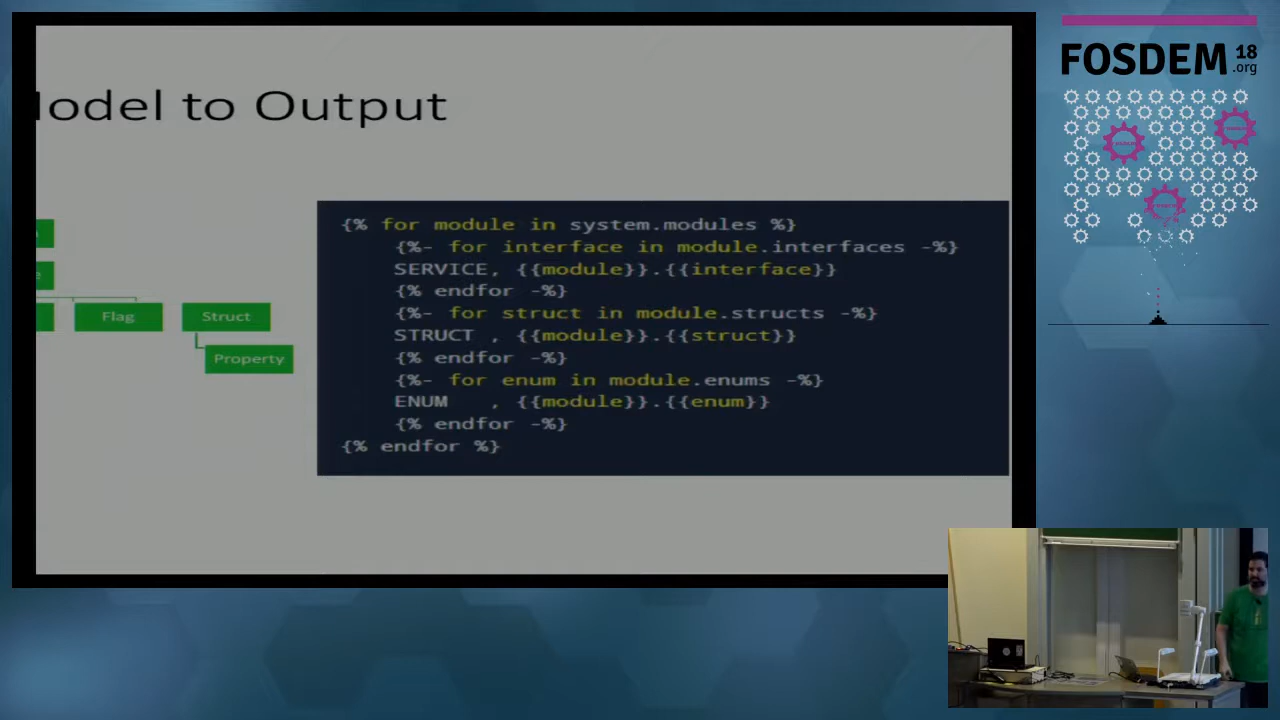 odel to Output
Flag
Struct
Property
{% for module in system.modules %}
{%- for interface in module.interfaces -%}
SERVICE, {{module}}.{{interface}}
{% endfor -%}
{%- for struct in module.structs -%}
STRUCT , {{module}}.{{struct}}
{% endfor -%}
{%- for enum in module.enums -%}
ENUM   , {{module}}.{{enum}}
{% endfor -%}
{% endfor %}
FOSDEM 18
.org